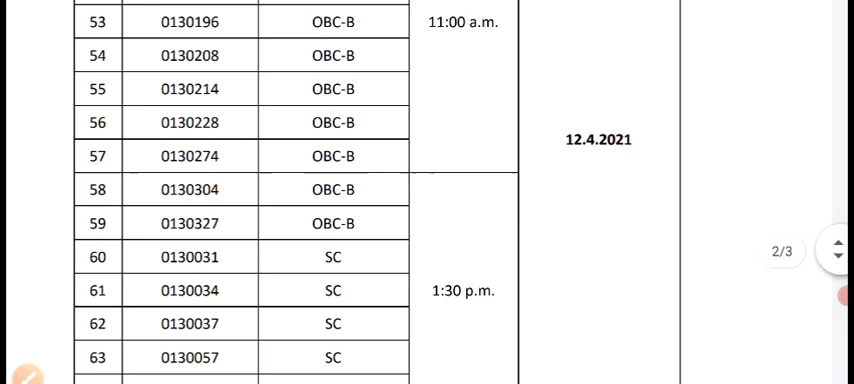 53 0130196 OBC-B 11:00 a.m.
54 0130208 OBC-B
55 0130214 OBC-B
56 0130228 OBC-B
12.4.2021
57 0130274 OBC-B
58 0130304 OBC-B
59 0130327 OBC-B
60 0130031 SC
2/3
61 0130034 SC 1:30 p.m.
62 0130037 SC
63 0130057 SC